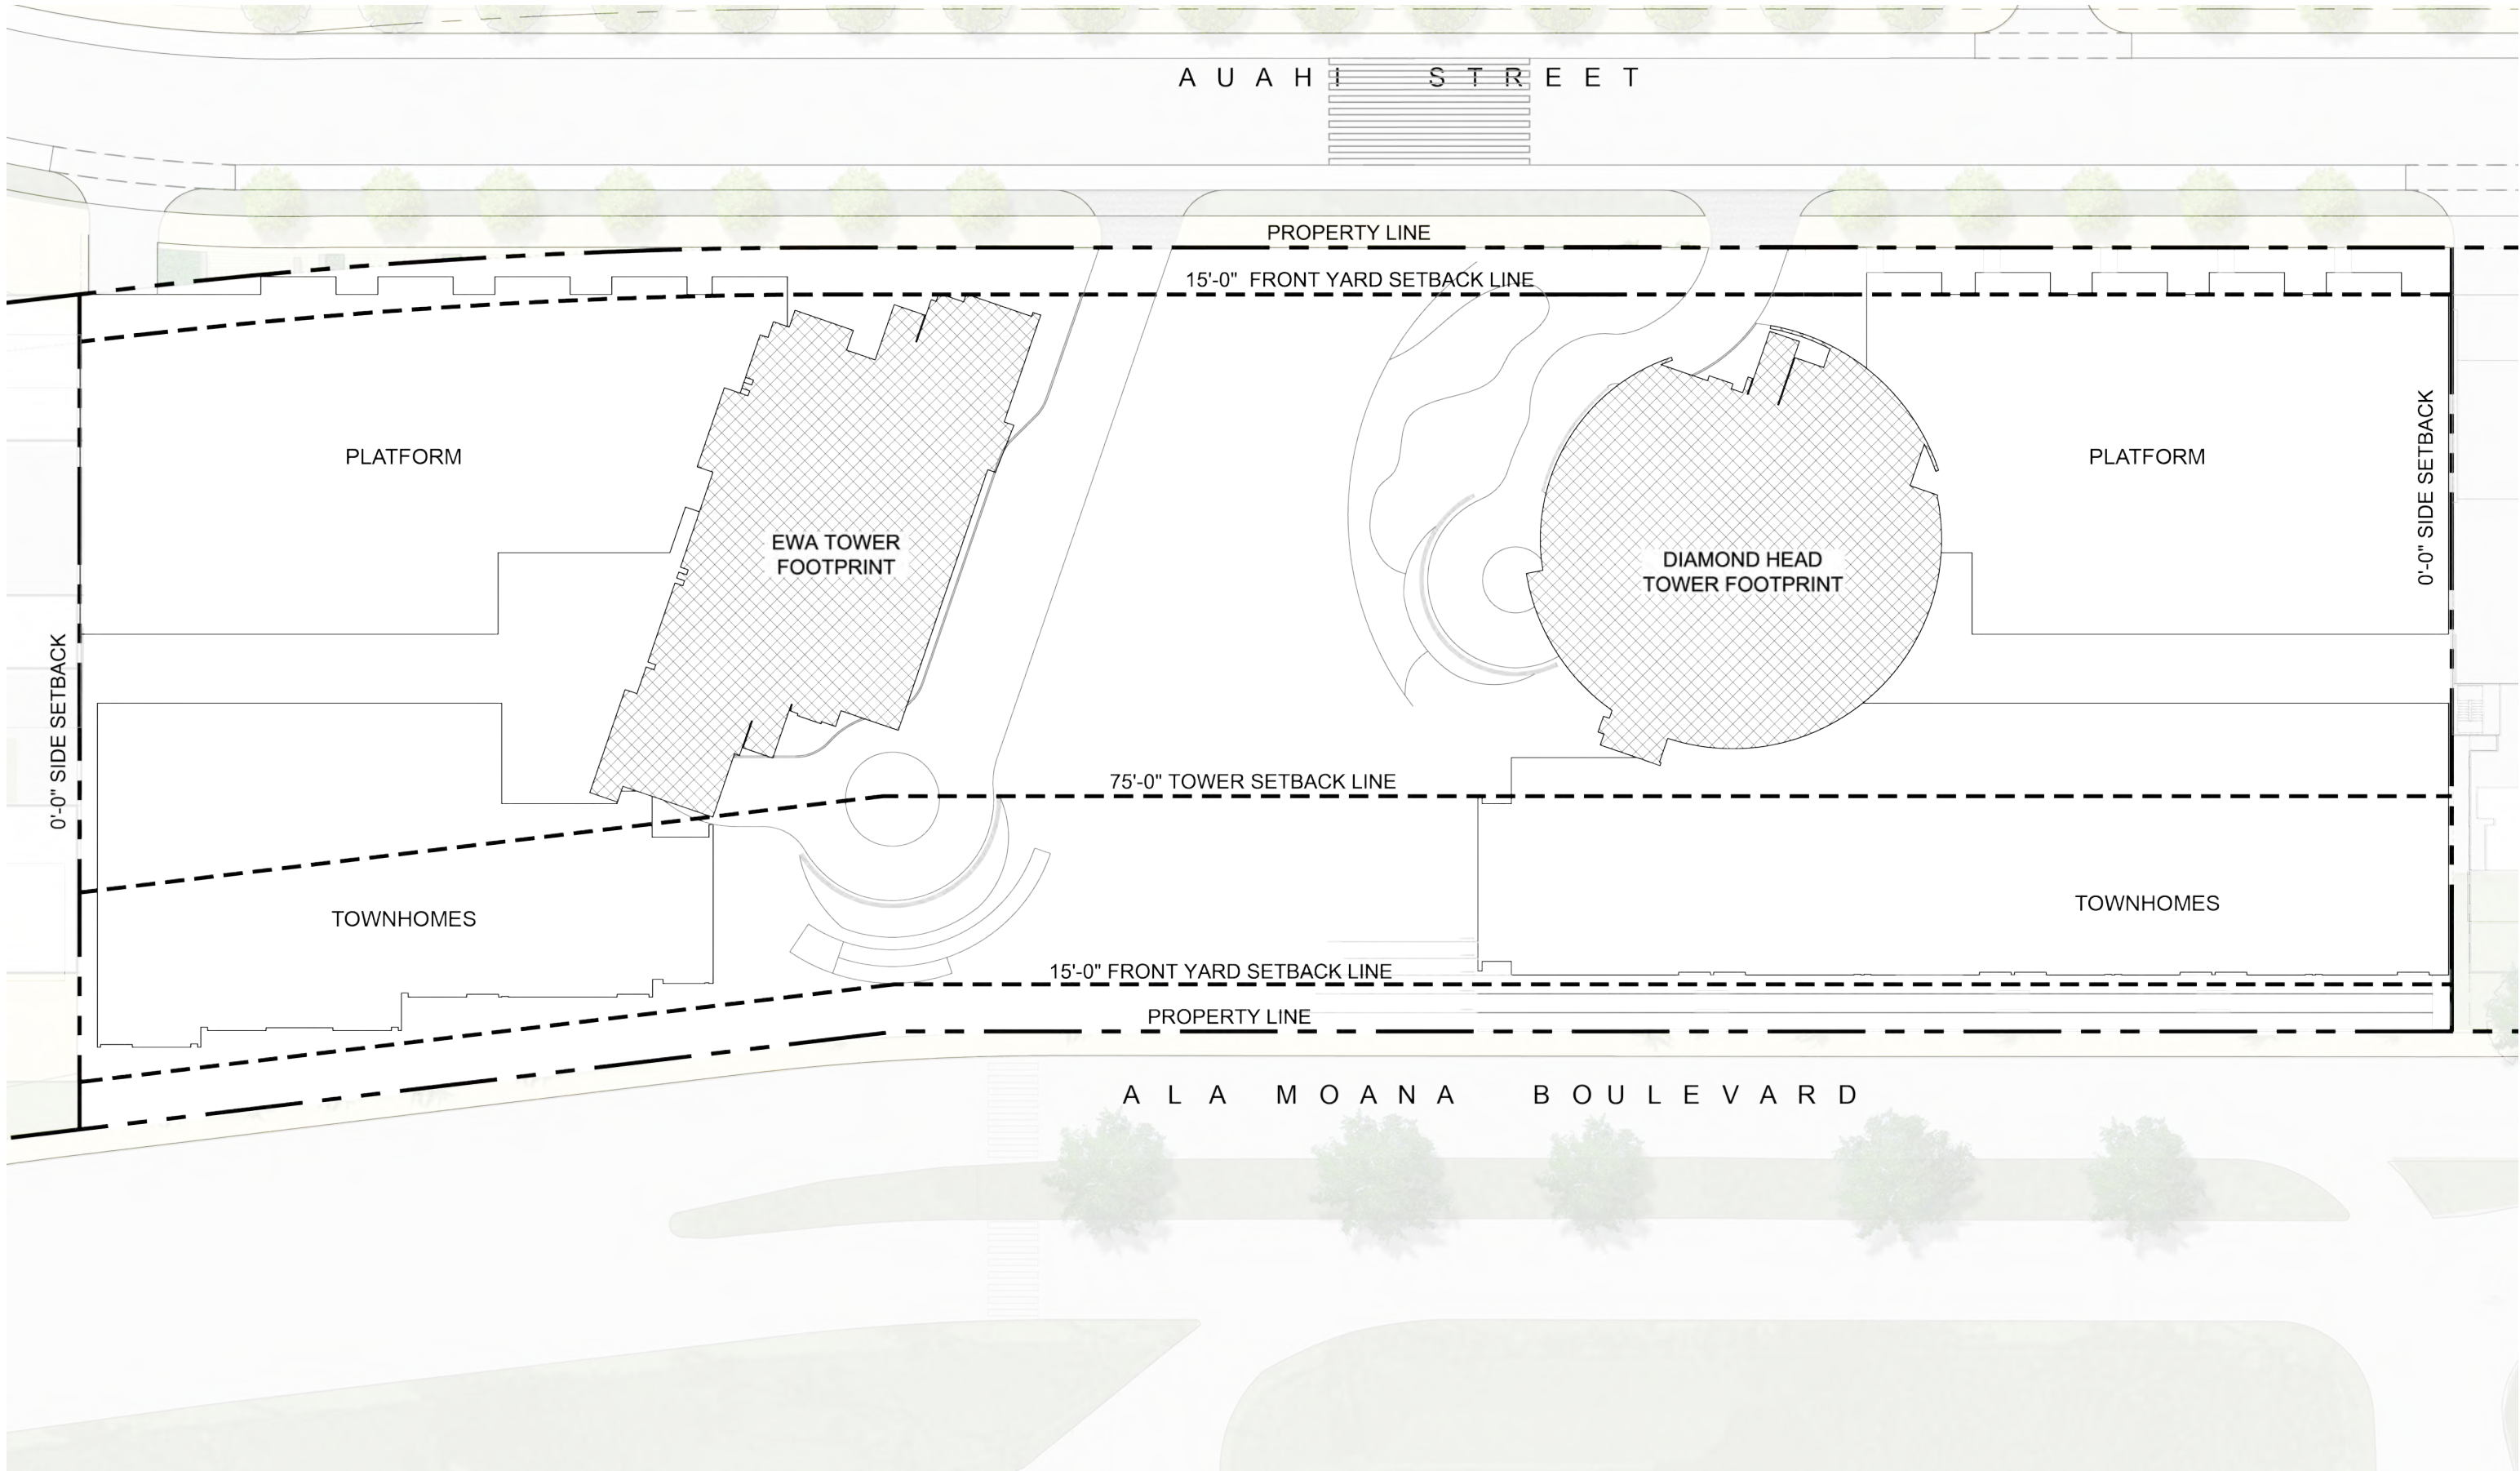 AUAHI STREET
PROPERTY LINE
15'-0" FRONT YARD SETBACK LINE
PLATFORM
PLATFORM
0'-0" SIDE SETBACK
EWA TOWER
FOOTPRINT
DIAMOND HEAD
TOWER FOOTPRINT
0'-0" SIDE SETBACK
75'-0" TOWER SETBACK LINE
TOWNHOMES
TOWNHOMES
15'-0" FRONT YARD SETBACK LINE
PROPERTY LINE
ALA MOANA BOULEVARD